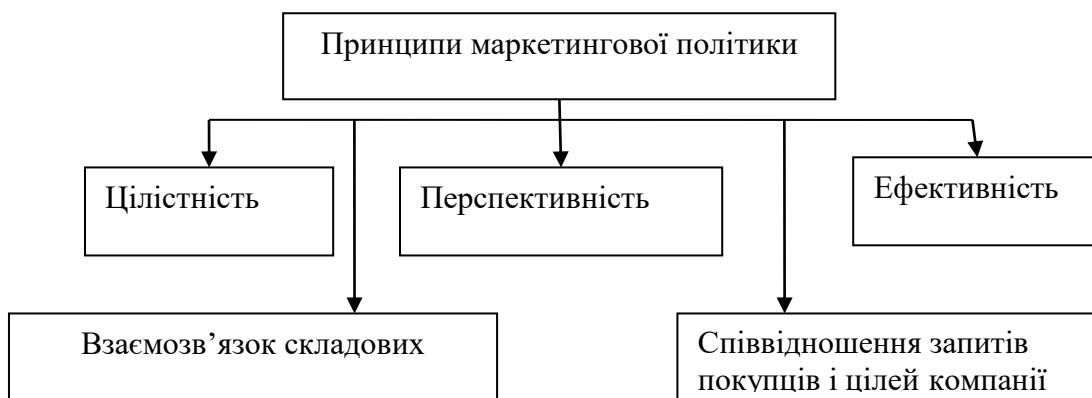 Принципи маркетингової політики
Цілістність
Перспективність
Ефективність
Взаємозв’язок складових
Співвідношення запитів
покупців і цілей компанії